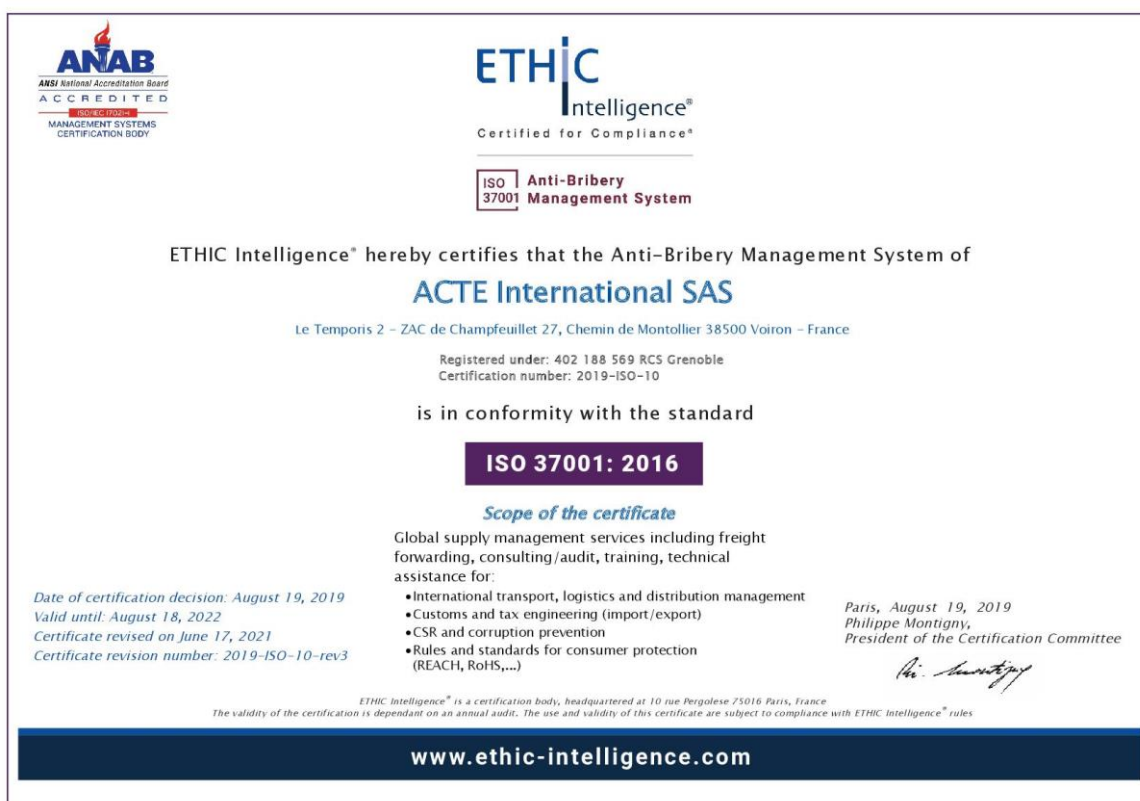 ANAB
ANSI National Accreditation Board
ACCREDITED
ISO/IEC 17021-1
MANAGEMENT SYSTEMS
CERTIFICATION BODY
ETHIC
Intelligence®
Certified for Compliance®
ISO 37001
Anti-Bribery
Management System
ETHIC Intelligence® hereby certifies that the Anti-Bribery Management System of
ACTE International SAS
Le Temporis 2 – ZAC de Champfeuillet 27, Chemin de Montollier 38500 Voiron – France
Registered under: 402 188 569 RCS Grenoble
Certification number: 2019-ISO-10
is in conformity with the standard
ISO 37001: 2016
Scope of the certificate
Global supply management services including freight
forwarding, consulting/audit, training, technical
assistance for:
•International transport, logistics and distribution management
•Customs and tax engineering (import/export)
•CSR and corruption prevention
•Rules and standards for consumer protection
(REACH, RoHS,...)
Date of certification decision: August 19, 2019
Valid until: August 18, 2022
Certificate revised on June 17, 2021
Certificate revision number: 2019-ISO-10-rev3
Paris, August 19, 2019
Philippe Montigny,
President of the Certification Committee
ETHIC Intelligence® is a certification body, headquartered at 10 rue Pergolese 75016 Paris, France
The validity of the certification is dependant on an annual audit. The use and validity of this certificate are subject to compliance with ETHIC Intelligence® rules
www.ethic-intelligence.com